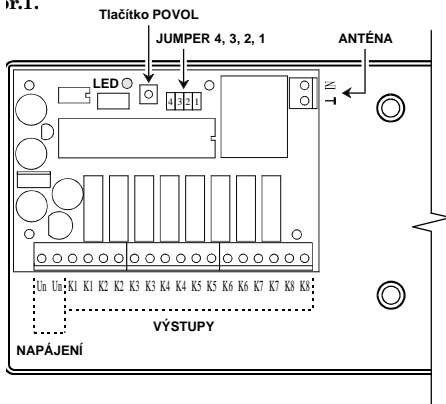 br.1.
Tlačítko POVOL
JUMPER 4, 3, 2, 1
ANTÉNA
LED
4 3 2 1
IN
Un Un K1 K1 K2 K2 K3 K3 K4 K4 K5 K5 K6 K6 K7 K7 K8 K8
VÝSTUPY
NAPÁJENÍ